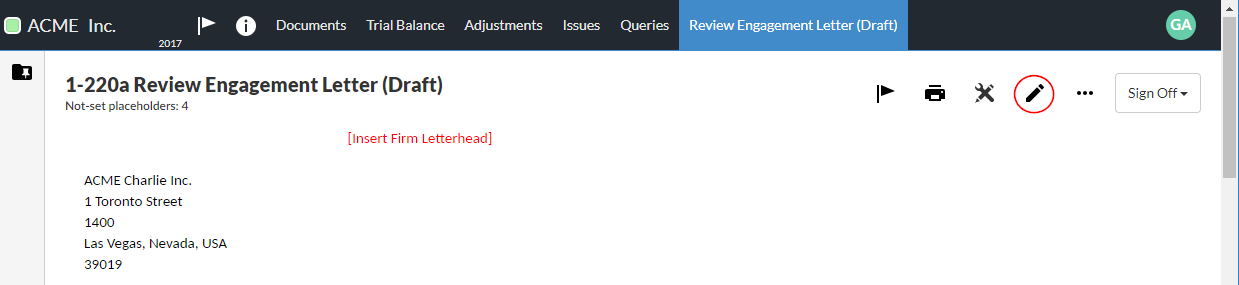 ACME Inc.
2017
Documents
Trial Balance
Adjustments
Issues
Queries
Review Engagement Letter (Draft)
GA
1-220a Review Engagement Letter (Draft)
Not-set placeholders: 4
Sign Off
[Insert Firm Letterhead]
ACME Charlie Inc.
1 Toronto Street
1400
Las Vegas, Nevada, USA
39019